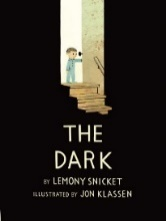 THE
DARK
BY LEMONY SNICKET
ILLUSTRATED BY JON KLASSEN